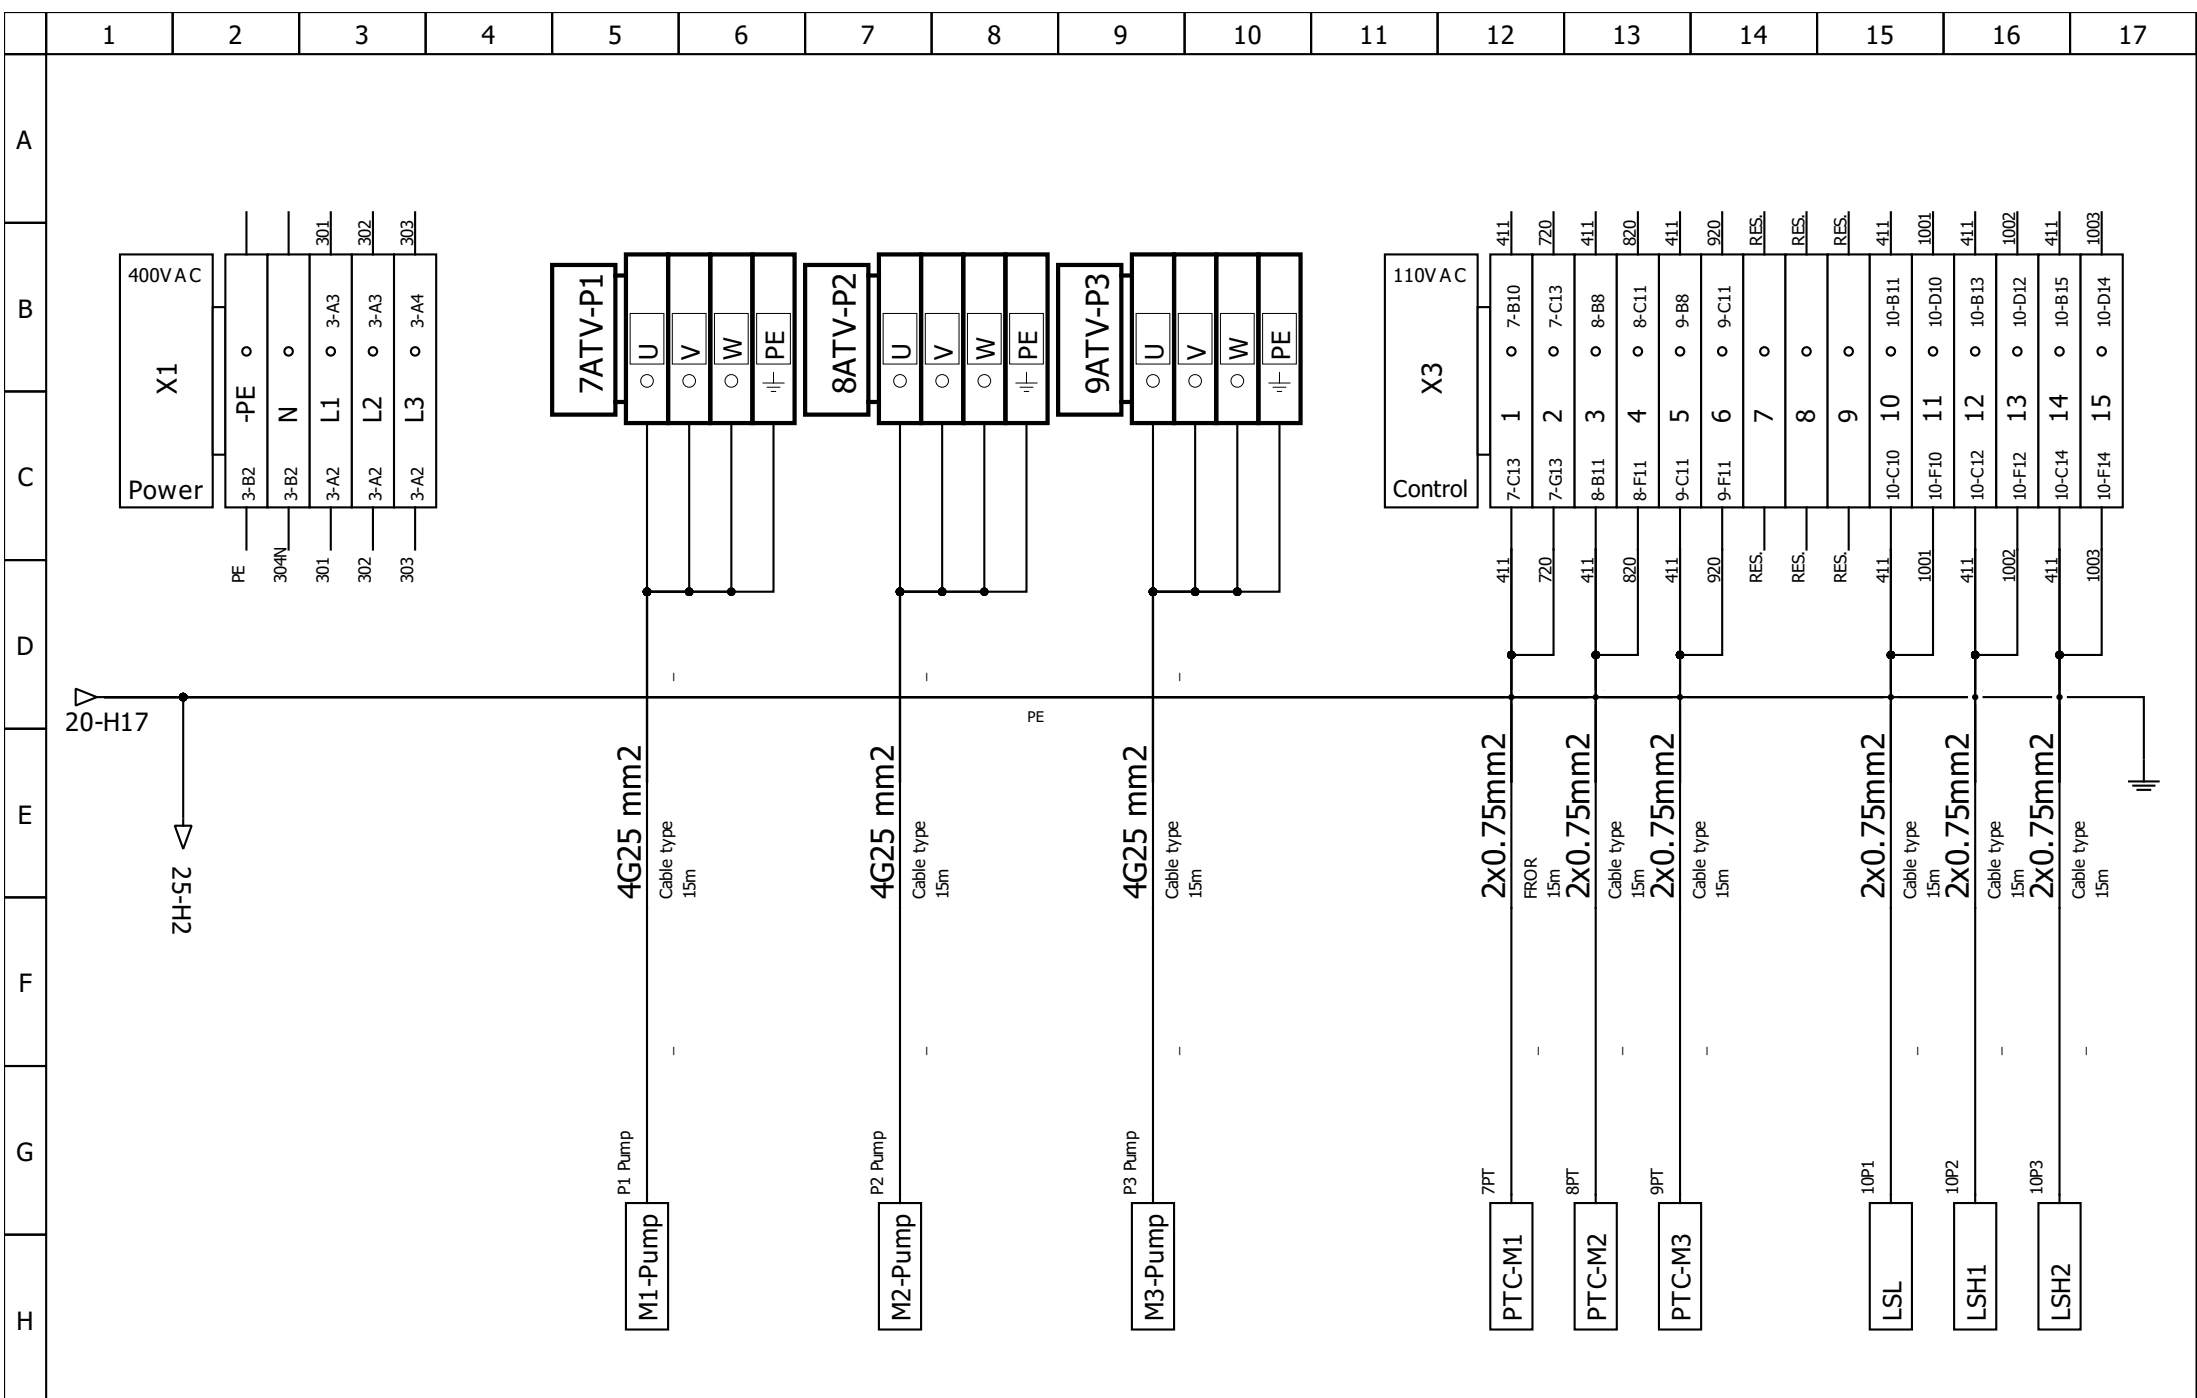 1 2 3 4 5 6 7 8 9 10 11 12 13 14 15 16 17
A
B
C
D
E
F
G
H
301 302 303
400VAC
X1
Power
3-A3 3-A3 3-A4
-PE N L1 L2 L3
3-B2 3-B2 3-A2 3-A2 3-A2
PE 304N 301 302 303
7ATV-P1
U V W PE
8ATV-P2
U V W PE
9ATV-P3
U V W PE
411 720 411 820 411 920 RES. RES. RES. 411 1001 411 1002 411 1003
110VAC
X3
Control
7-B10 7-C13 8-B8 8-C11 9-B8 9-C11 10-B11 10-D10 10-B13 10-D12 10-B15 10-D14
1 2 3 4 5 6 7 8 9 10 11 12 13 14 15
7-C13 7-G13 8-B11 8-F11 9-C11 9-F11 10-C10 10-F10 10-C12 10-F12 10-C14 10-F14
411 720 411 820 411 920 RES. RES. RES. 411 1001 411 1002 411 1003
20-H17
PE
25-H2
4G25 mm2
Cable type
15m
4G25 mm2
Cable type
15m
4G25 mm2
Cable type
15m
2x0.75mm2
FROR
15m
2x0.75mm2
Cable type
15m
2x0.75mm2
Cable type
15m
2x0.75mm2
Cable type
15m
2x0.75mm2
Cable type
15m
2x0.75mm2
Cable type
15m
P1 Pump
M1-Pump
P2 Pump
M2-Pump
P3 Pump
M3-Pump
7PT
PTC-M1
8PT
PTC-M2
9PT
PTC-M3
10P1
LSL
10P2
LSH1
10P3
LSH2